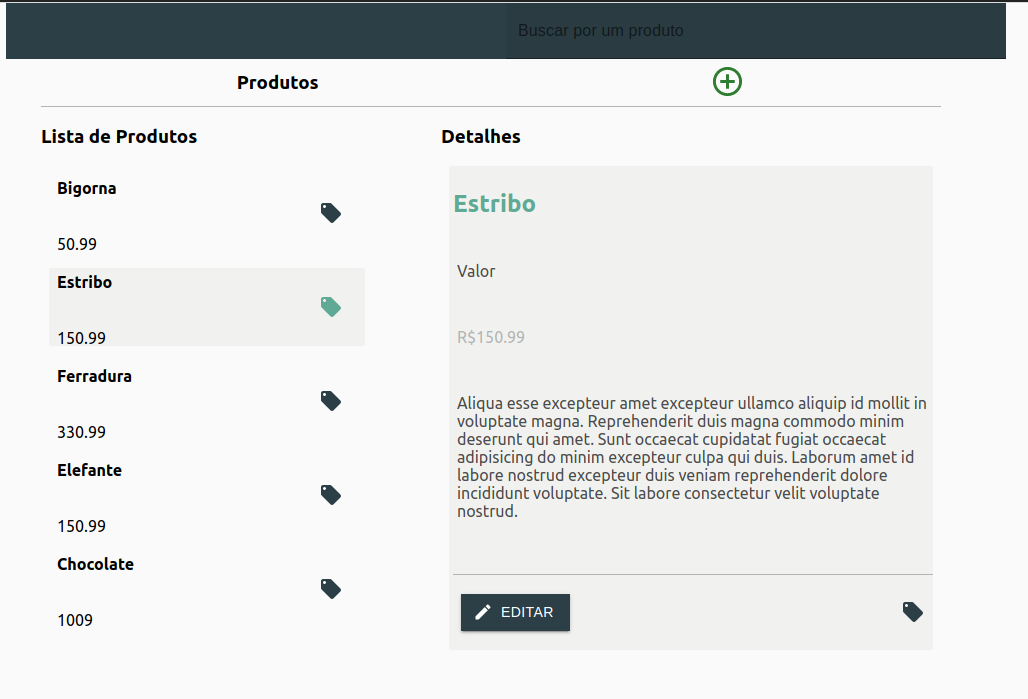 Buscar por um produto
Produtos
Lista de Produtos
Bigorna
50.99
Estribo
150.99
Ferradura
330.99
Elefante
150.99
Chocolate
1009
Detalhes
Estribo
Valor
R$150.99
Aliqua esse excepteur amet excepteur ullamco aliquip id mollit in
voluptate magna. Reprehenderit duis magna commodo minim
deserunt qui amet. Sunt occaecat cupidatat fugiat occaecat
adipisicing do minim excepteur culpa qui duis. Laborum amet id
labore nostrud excepteur duis veniam reprehenderit dolore
incididunt voluptate. Sit labore consectetur velit voluptate
nostrud.
EDITAR